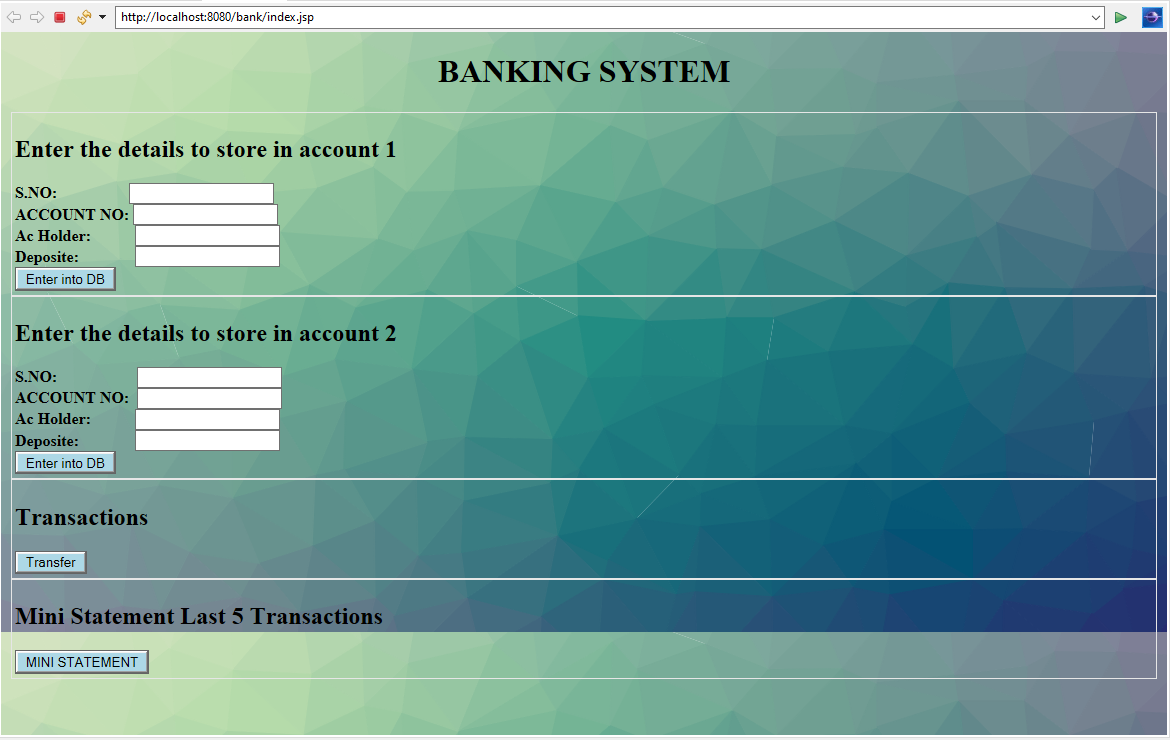 http://localhost:8080/bank/index.jsp
BANKING SYSTEM
Enter the details to store in account 1
S.NO:
ACCOUNT NO:
Ac Holder:
Deposite:
Enter into DB
Enter the details to store in account 2
S.NO:
ACCOUNT NO:
Ac Holder:
Deposite:
Enter into DB
Transactions
Transfer
Mini Statement Last 5 Transactions
MINI STATEMENT